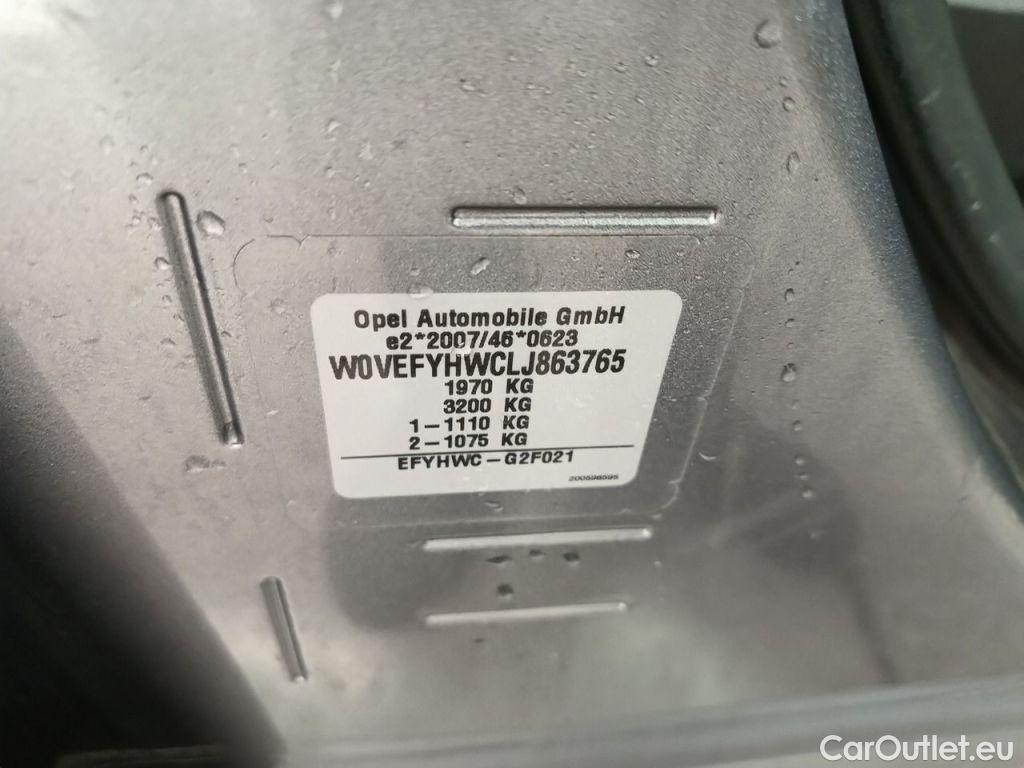 Opel Automobile GmbH
e2*2007/46*0623
W0VEFYHWCLJ863765
1970 KG
3200 KG
1-1110 KG
2-1075 KG
EFYHWC-G2F021
200598595
CarOutlet.eu